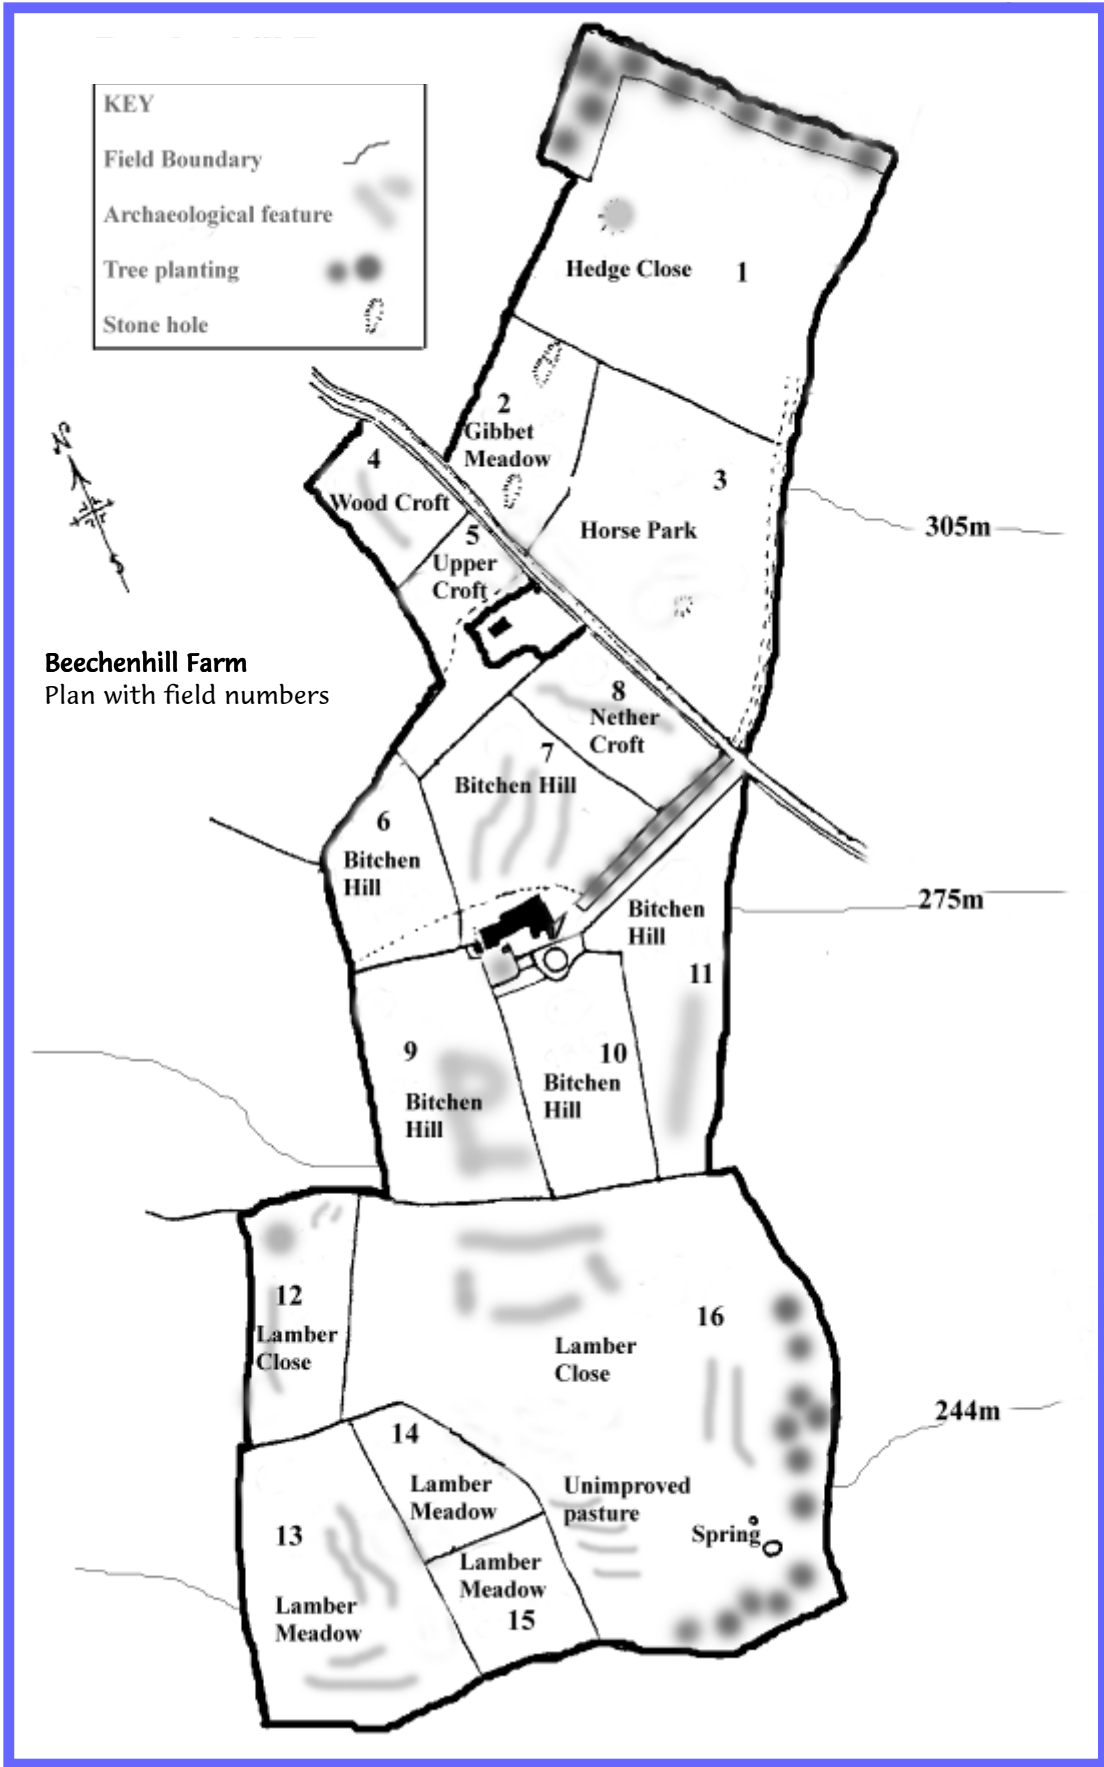 KEY
Field Boundary
Archaeological feature
Tree planting
Stone hole
Hedge Close
1
2
Gibbet
Meadow
3
Horse Park
4
Wood Croft
5
Upper
Croft
305m
N
S
Beechenhill Farm
Plan with field numbers
8
Nether
Croft
7
Bitchen Hill
6
Bitchen
Hill
275m
Bitchen
Hill
11
9
Bitchen
Hill
10
Bitchen
Hill
12
Lamber
Close
16
Lamber
Close
244m
14
Lamber
Meadow
Unimproved
pasture
Spring
13
Lamber
Meadow
Lamber
Meadow
15